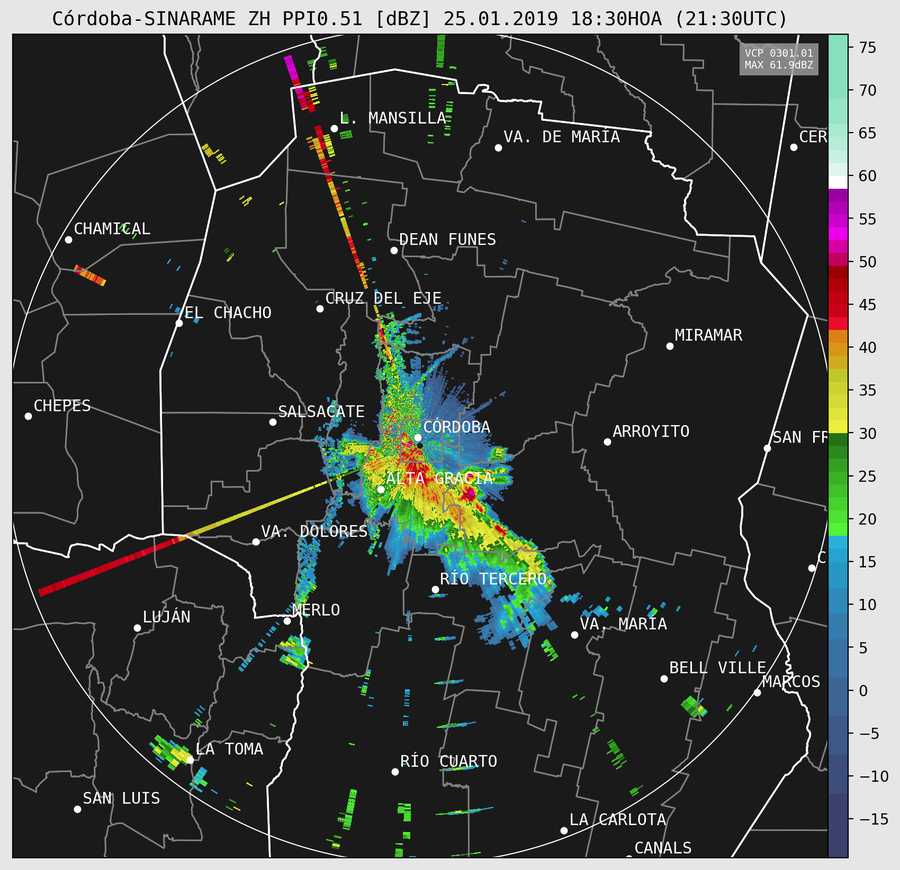 Córdoba-SINARAME ZH PPI0.51 [dBZ] 25.01.2019 18:30HOA (21:30UTC)
VCP 0301.01
MAX 61.9dBZ
75
70
65
60
55
50
45
40
35
30
25
20
15
10
5
0
−5
−10
−15
L. MANSILLA
VA. DE MARÍA
CER
CHAMICAL
DEAN FUNES
CRUZ DEL EJE
EL CHACHO
MIRAMAR
CHEPES
SALSACATE
CÓRDOBA
ARROYITO
SAN FR
ALTA GRACIA
VA. DOLORES
C
RÍO TERCERO
LUJÁN
MERLO
VA. MARÍA
BELL VILLE
MARCOS
LA TOMA
RÍO CUARTO
SAN LUIS
LA CARLOTA
CANALS